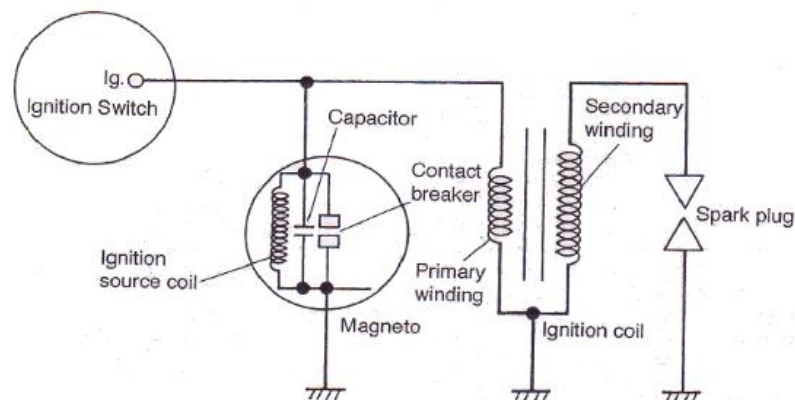 Ig.
Ignition Switch
Capacitor
Contact
breaker
Ignition
source coil
Magneto
Primary
winding
Secondary
winding
Ignition coil
Spark plug